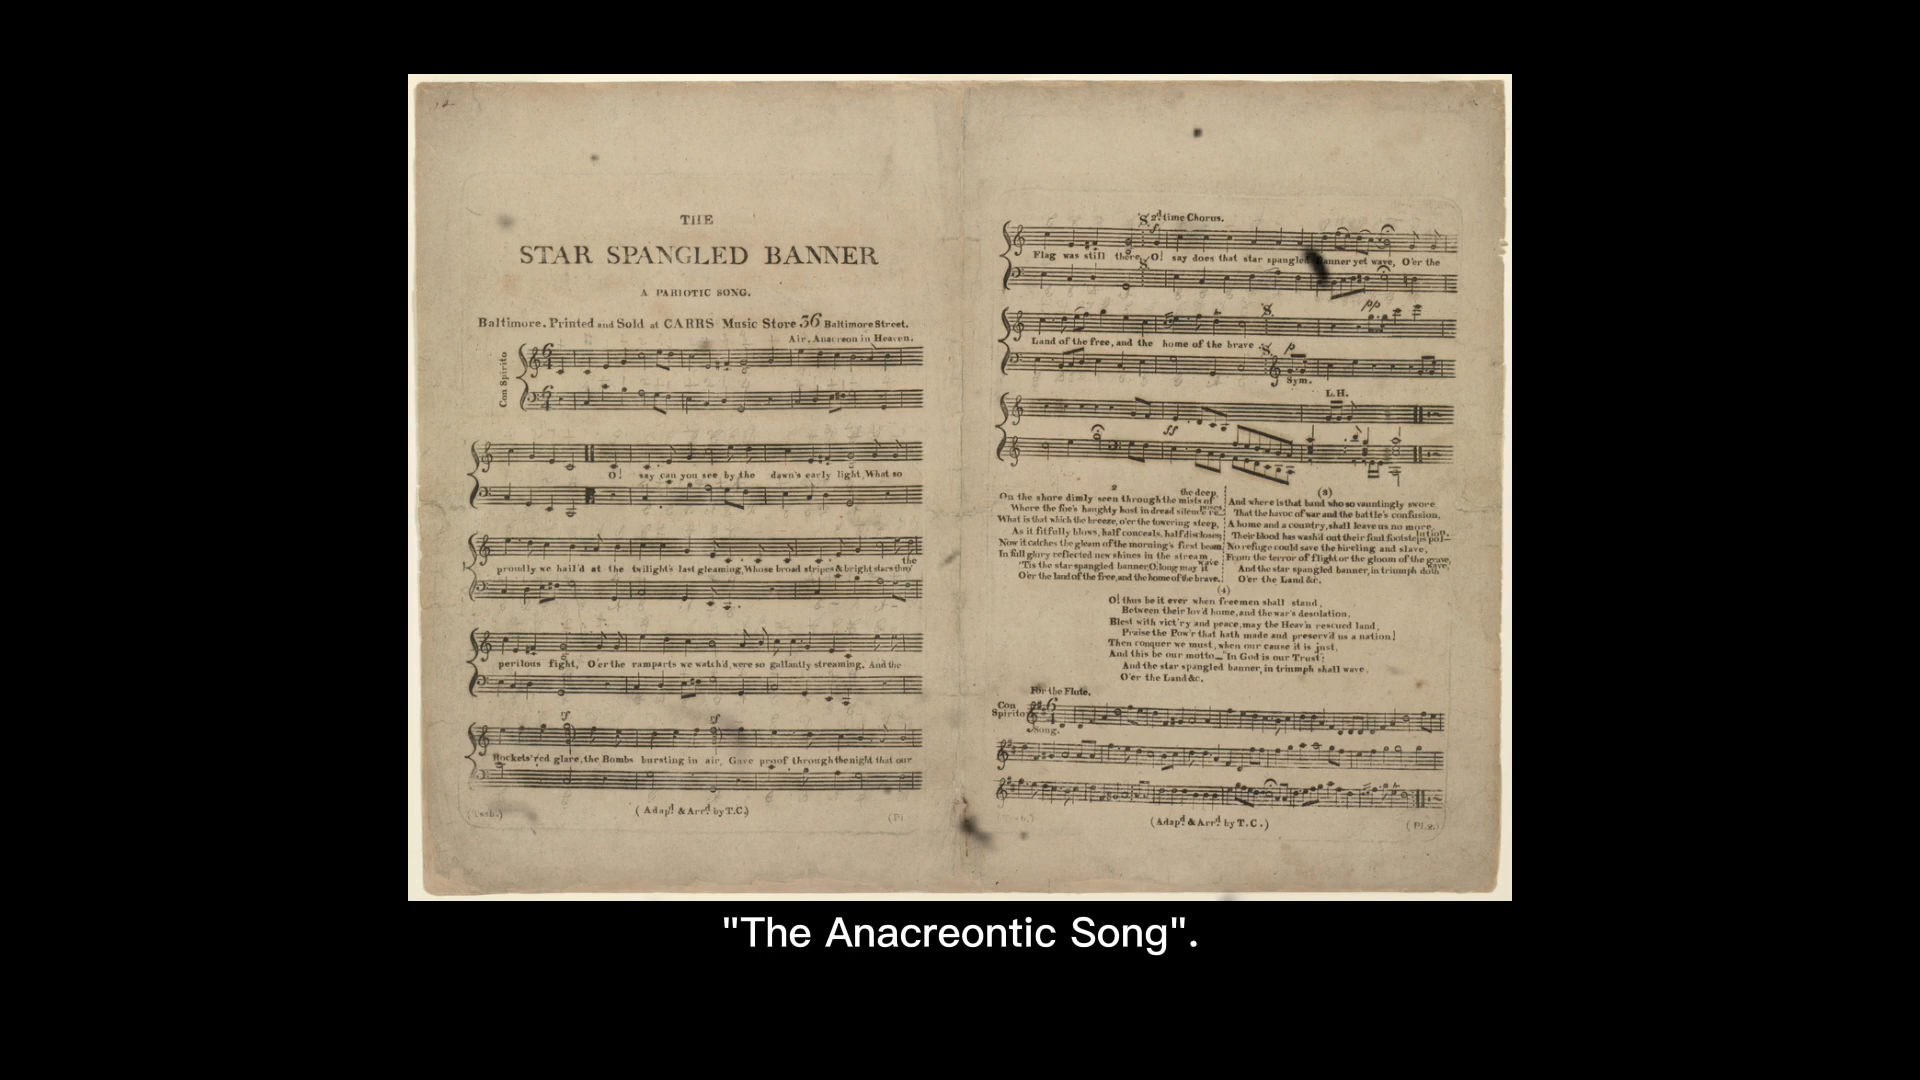 THE
STAR SPANGLED BANNER
A PARIOTIC SONG.
Baltimore. Printed and Sold at CARRS Music Store 36 Baltimore Street.
Air. Anacreon in Heaven.
Con Spirito
O! say can you see by the dawn's early light, What so
the
proudly we hail'd at the twilight's last gleaming, Whose broad stripes & bright stars thro'
perilous fight, O'er the ramparts we watch'd, were so gallantly streaming. And the
Rockets' red glare, the Bombs bursting in air, Gave proof through the night that our
(Adapd. & Arrd. by T.C.)
(Pl
2d. time Chorus.
Flag was still there, O! say does that star spangled Banner yet wave, O'er the
pp
Land of the free, and the home of the brave. p
Sym.
L.H.
ff
2
the deep,
On the shore dimly seen through the mists of
Where the foe's haughty host in dread silence re-
poses,
What is that which the breeze, o'er the towering steep,
As it fitfully blows, half conceals, half discloses;
Now it catches the gleam of the morning's first beam,
In full glory reflected new shines in the stream,
wave
'Tis the star spangled banner, O, long may it
O'er the land of the free, and the home of the brave.
(3)
And where is that band who so vauntingly swore
That the havoc of war and the battle's confusion,
A home and a country, shall leave us no more,
lution.
Their blood has wash'd out their foul footsteps pol-
No refuge could save the hireling and slave,
From the terror of flight or the gloom of the grave,
wave,
And the star spangled banner, in triumph doth
O'er the Land &c.
(4)
O! thus be it ever when freemen shall stand,
Between their lov'd home, and the war's desolation,
Blest with vict'ry and peace, may the Heav'n rescued land,
Praise the Pow'r that hath made and preserv'd us a nation!
Then conquer we must, when our cause it is just,
And this be our motto—"In God is our Trust;"
And the star spangled banner, in triumph shall wave,
O'er the Land &c.
For the Flute.
Con
Spirito
Song.
(Adapd. & Arrd. by T.C.)
(Pl. 2.)
"The Anacreontic Song".